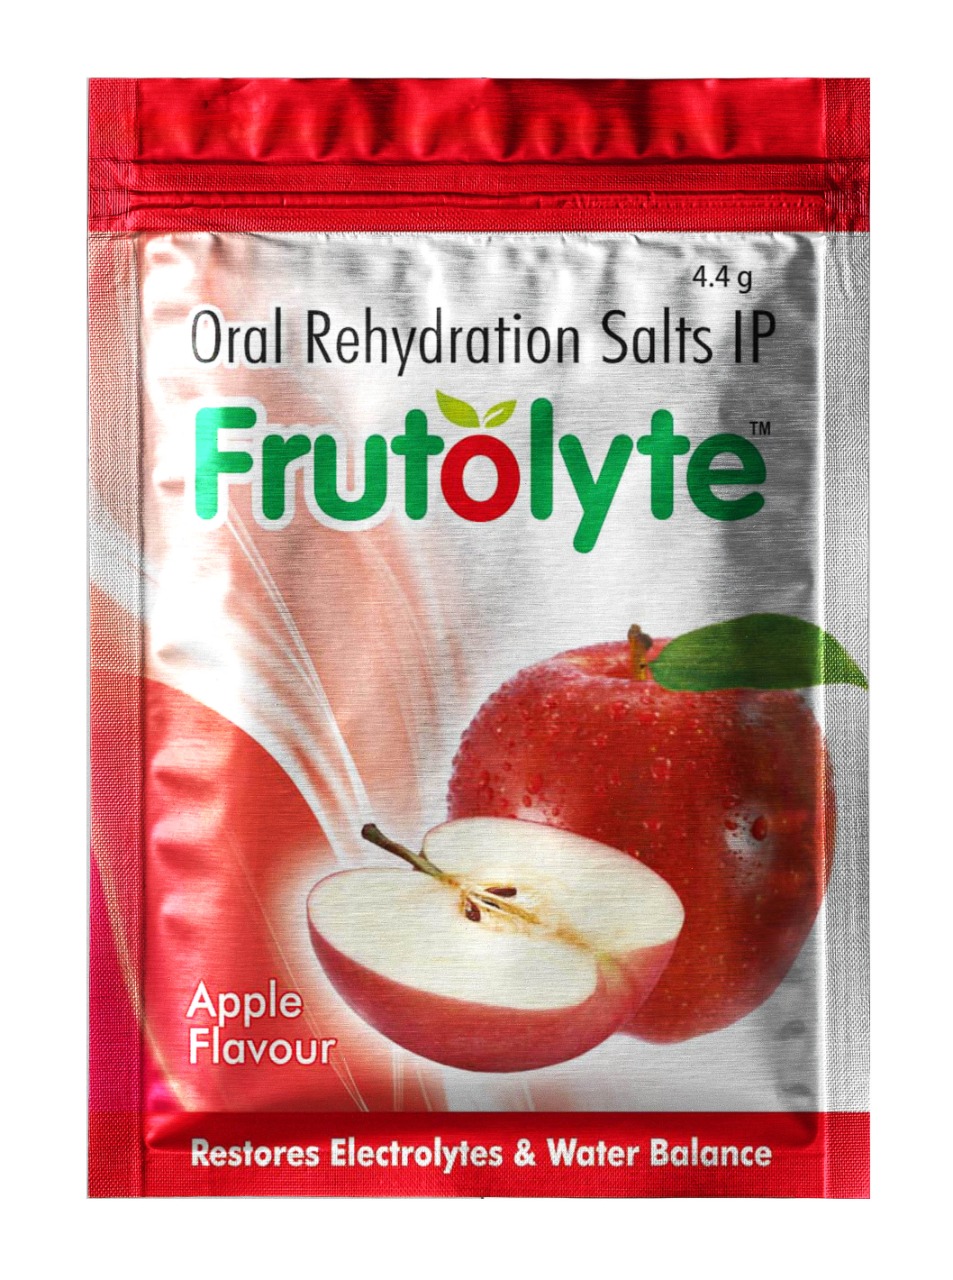 4.4 g
Oral Rehydration Salts IP
Frutolyte™
Apple
Flavour
Restores Electrolytes & Water Balance